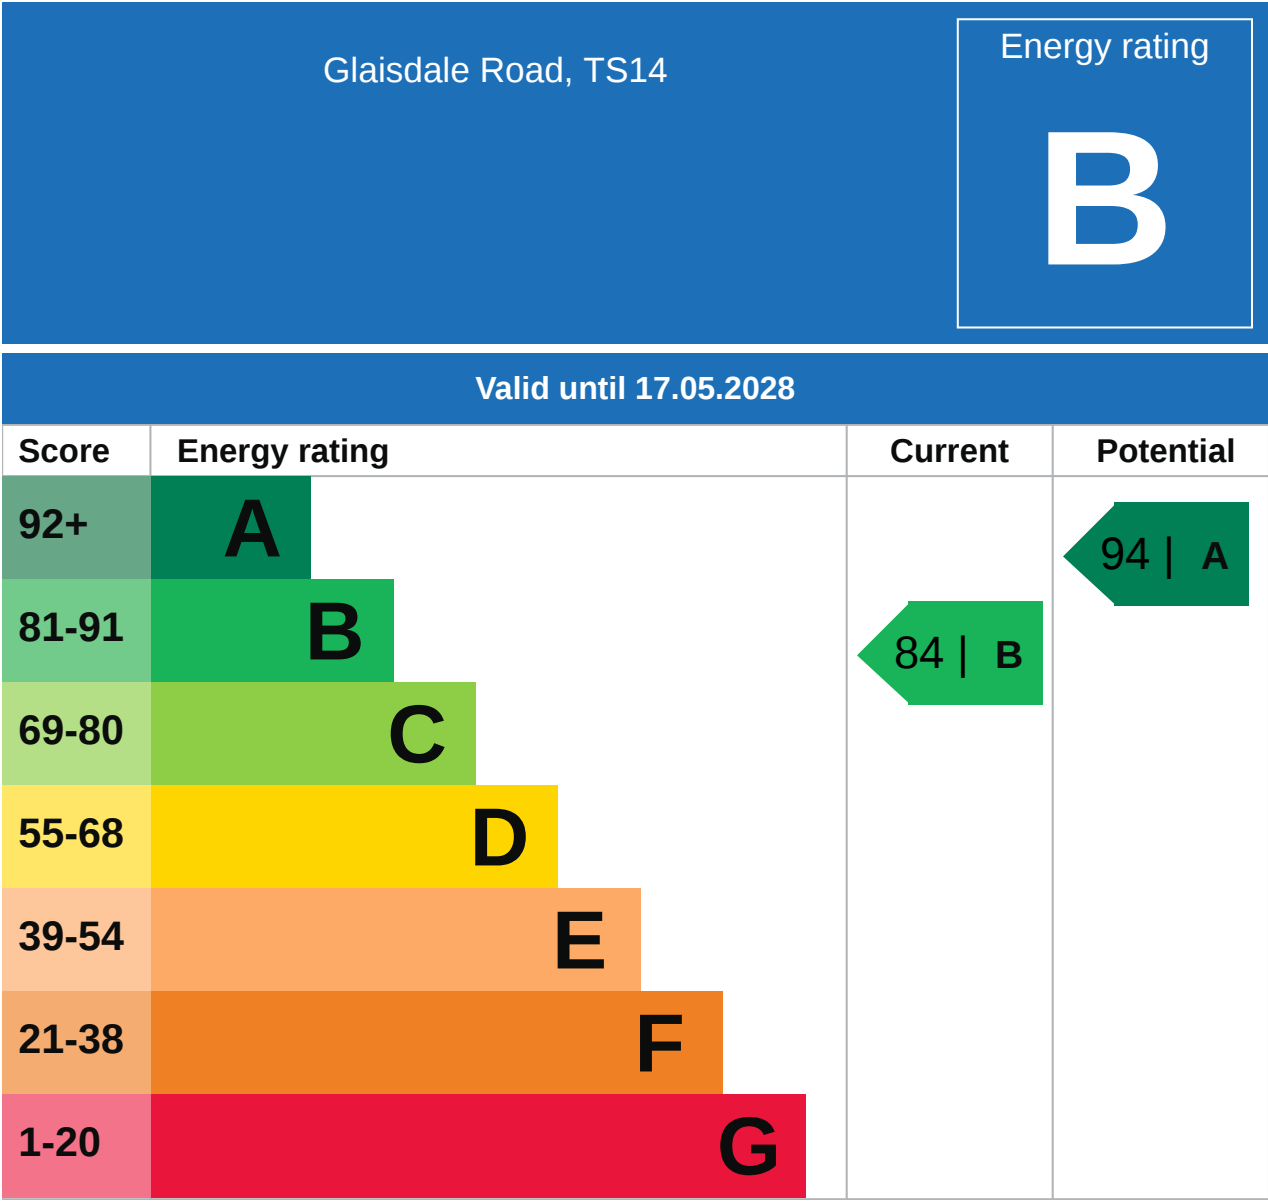 Glaisdale Road, TS14
Energy rating
B
Valid until 17.05.2028
Score Energy rating Current Potential
92+ A 94 | A
81-91 B 84 | B
69-80 C
55-68 D
39-54 E
21-38 F
1-20 G